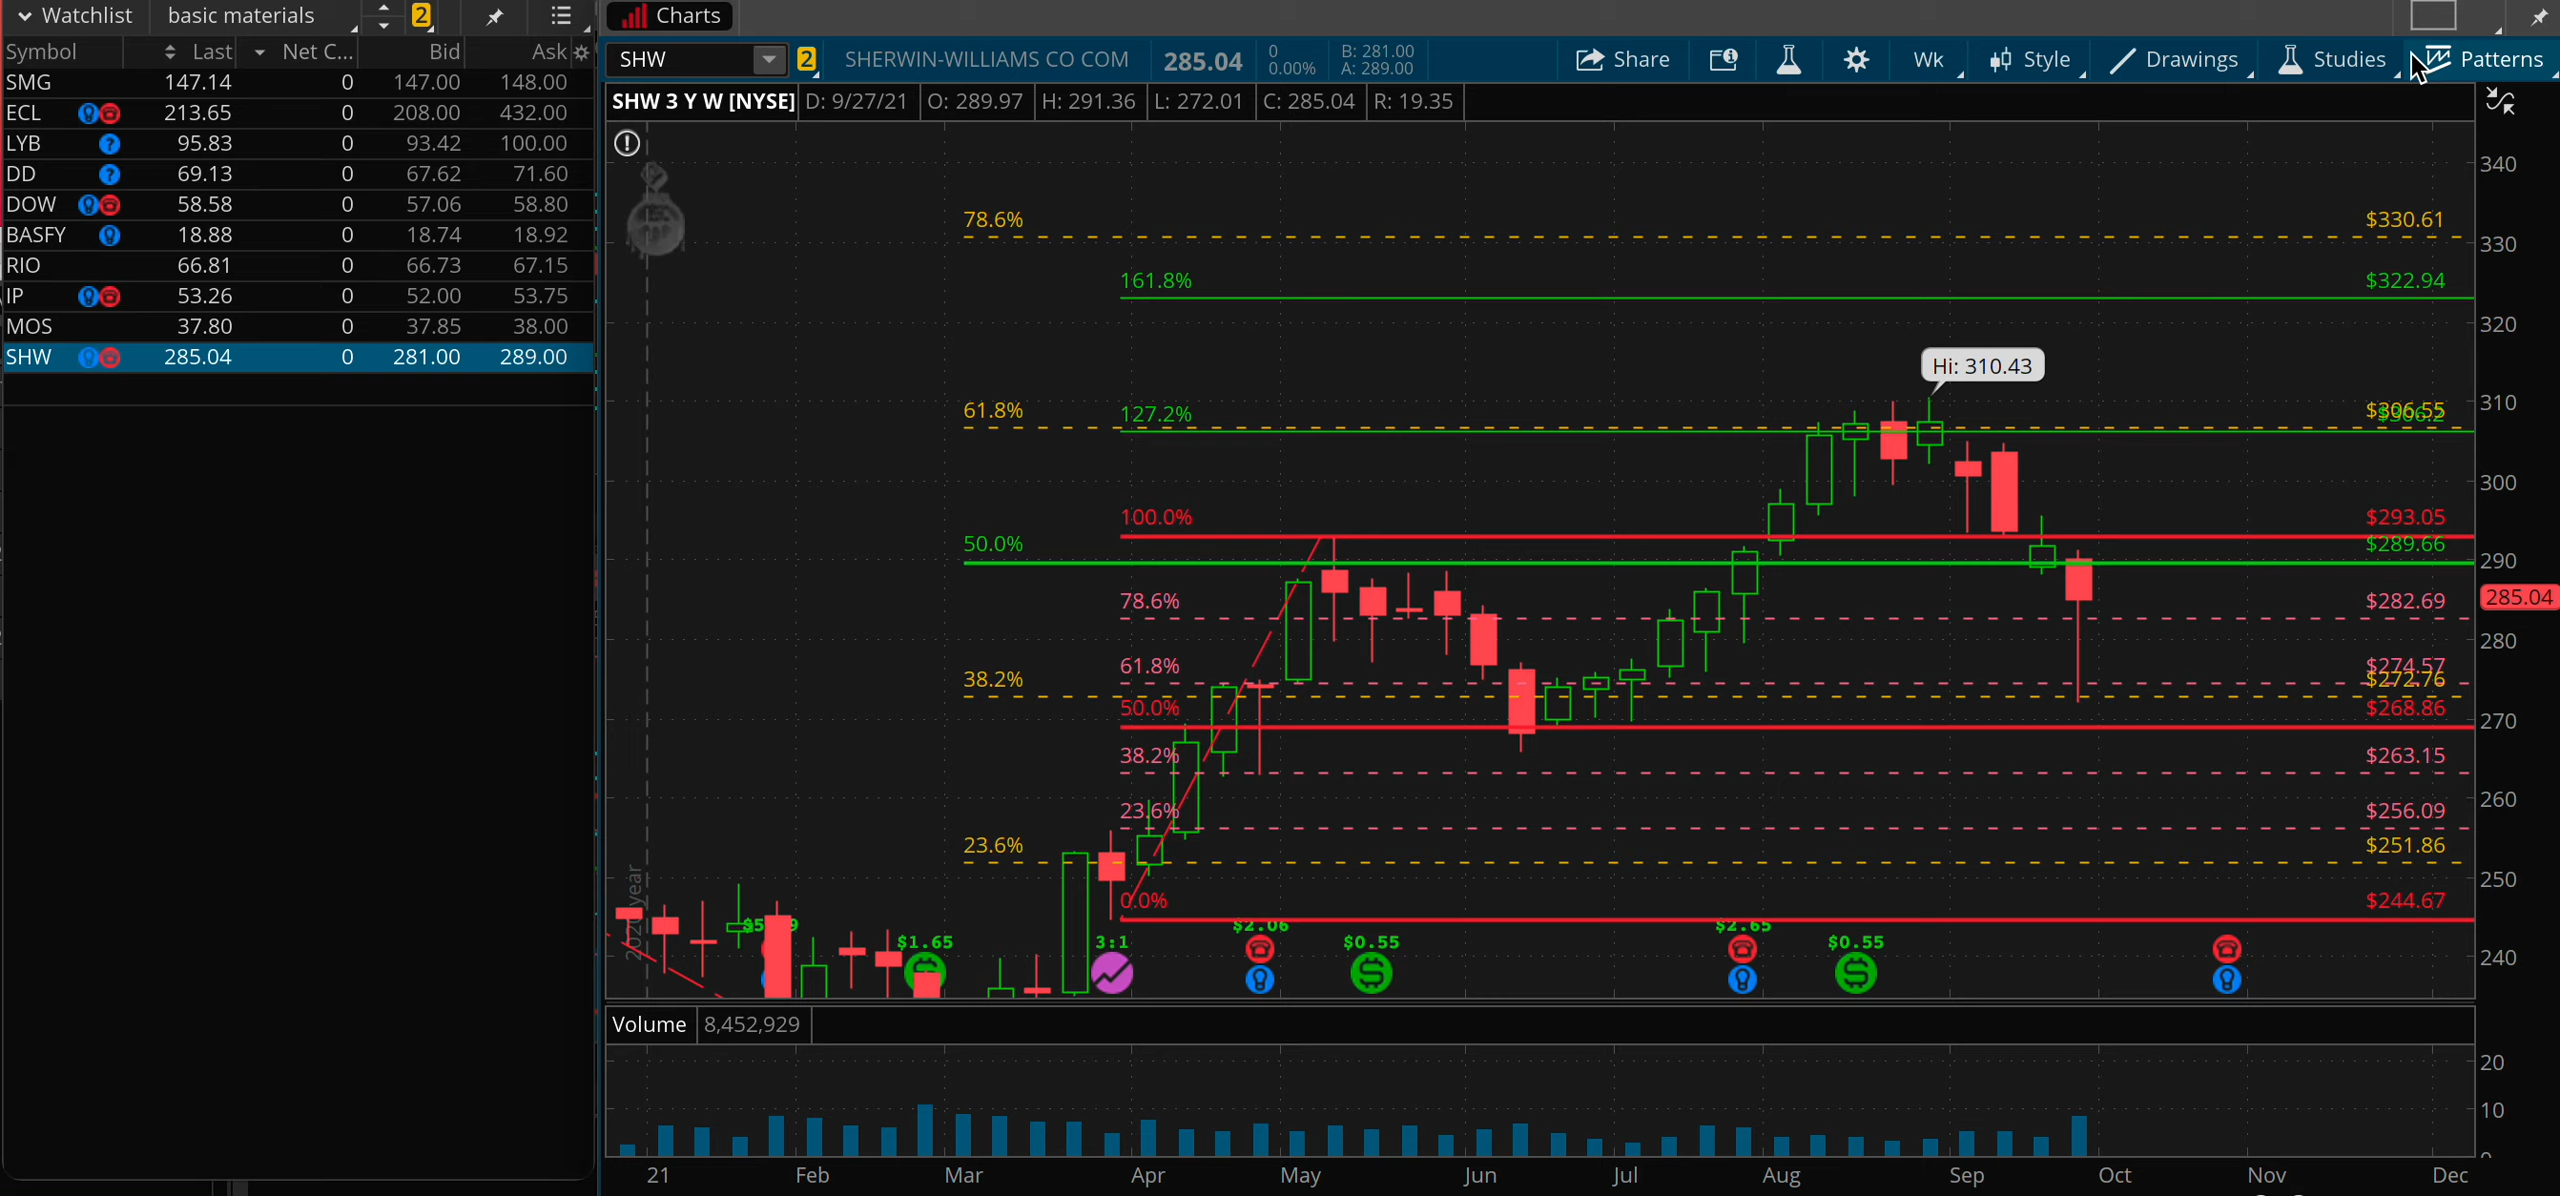 Watchlist basic materials 2
Symbol Last Net C... Bid Ask
SMG 147.14 0 147.00 148.00
ECL 213.65 0 208.00 432.00
LYB 95.83 0 93.42 100.00
DD 69.13 0 67.62 71.60
DOW 58.58 0 57.06 58.80
BASFY 18.88 0 18.74 18.92
RIO 66.81 0 66.73 67.15
IP 53.26 0 52.00 53.75
MOS 37.80 0 37.85 38.00
SHW 285.04 0 281.00 289.00
Charts
SHW 2 SHERWIN-WILLIAMS CO COM 285.04 0 0.00% B: 281.00 A: 289.00 Share Wk Style Drawings Studies Patterns
SHW 3 Y W [NYSE] D: 9/27/21 O: 289.97 H: 291.36 L: 272.01 C: 285.04 R: 19.35
340
78.6% $330.61
330
161.8% $322.94
320
Hi: 310.43
310
61.8% 127.2% $306.55
300
100.0% $293.05
50.0% $289.66
290
285.04
78.6% $282.69
280
61.8% $274.57
38.2% $272.76
50.0% $268.86
270
38.2% $263.15
260
23.6% $256.09
23.6% $251.86
250
0.0% $244.67
2020 year
$2.06 $2.65
$1.65 3:1 $0.55 $0.55
240
Volume 8,452,929
20
10
21 Feb Mar Apr May Jun Jul Aug Sep Oct Nov Dec